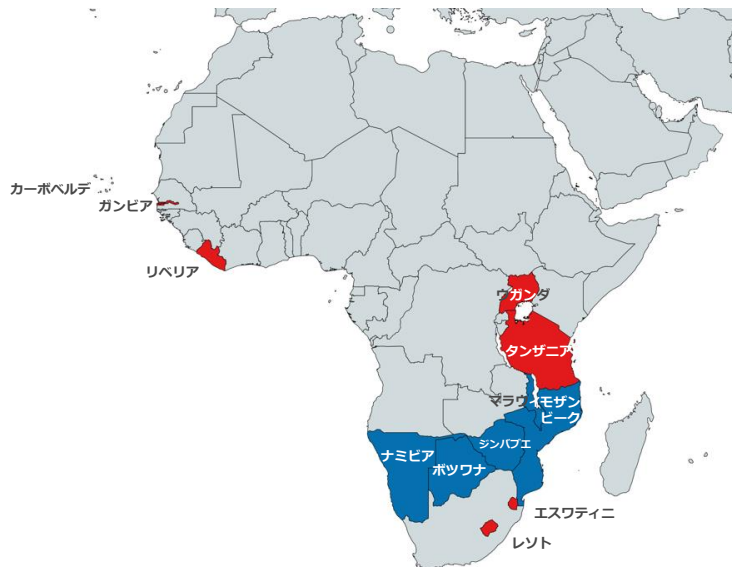 カーボベルデ
ガンビア
リベリア
ウガンダ
タンザニア
マラウイ
モザン
ビーク
ジンバブエ
ナミビア
ボツワナ
エスワティニ
レソト